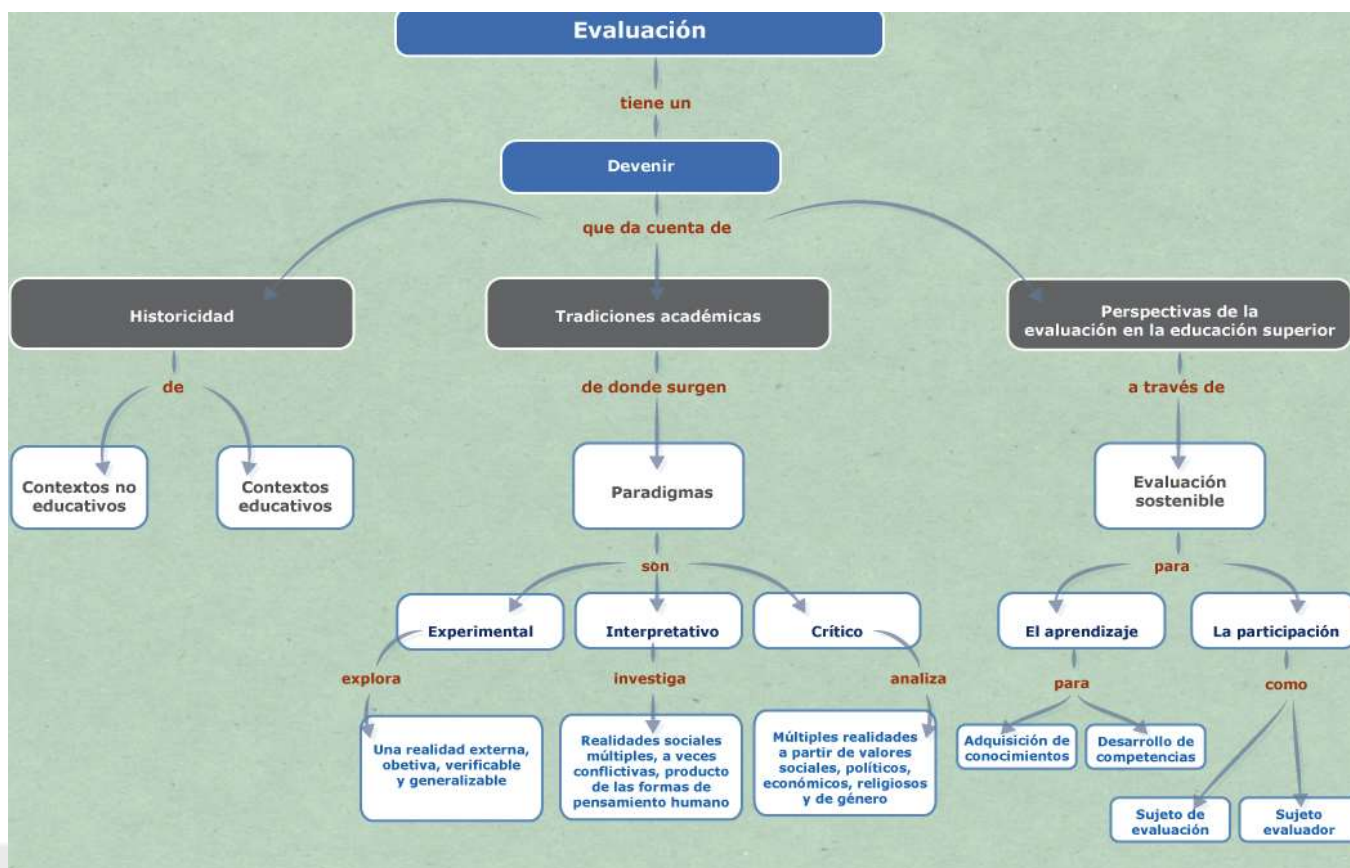 Evaluación
tiene un
Devenir
que da cuenta de
Historicidad
Tradiciones académicas
Perspectivas de la
evaluación en la educación superior
de
de donde surgen
a través de
Contextos no
educativos
Contextos
educativos
Paradigmas
Evaluación
sostenible
son
para
Experimental
Interpretativo
Crítico
El aprendizaje
La participación
explora
investiga
analiza
para
como
Una realidad externa,
obetiva, verificable
y generalizable
Realidades sociales
múltiples, a veces
conflictivas, producto
de las formas de
pensamiento humano
Múltiples realidades
a partir de valores
sociales, políticos,
económicos, religiosos
y de género
Adquisición de
conocimientos
Desarrollo de
competencias
Sujeto de
evaluación
Sujeto
evaluador